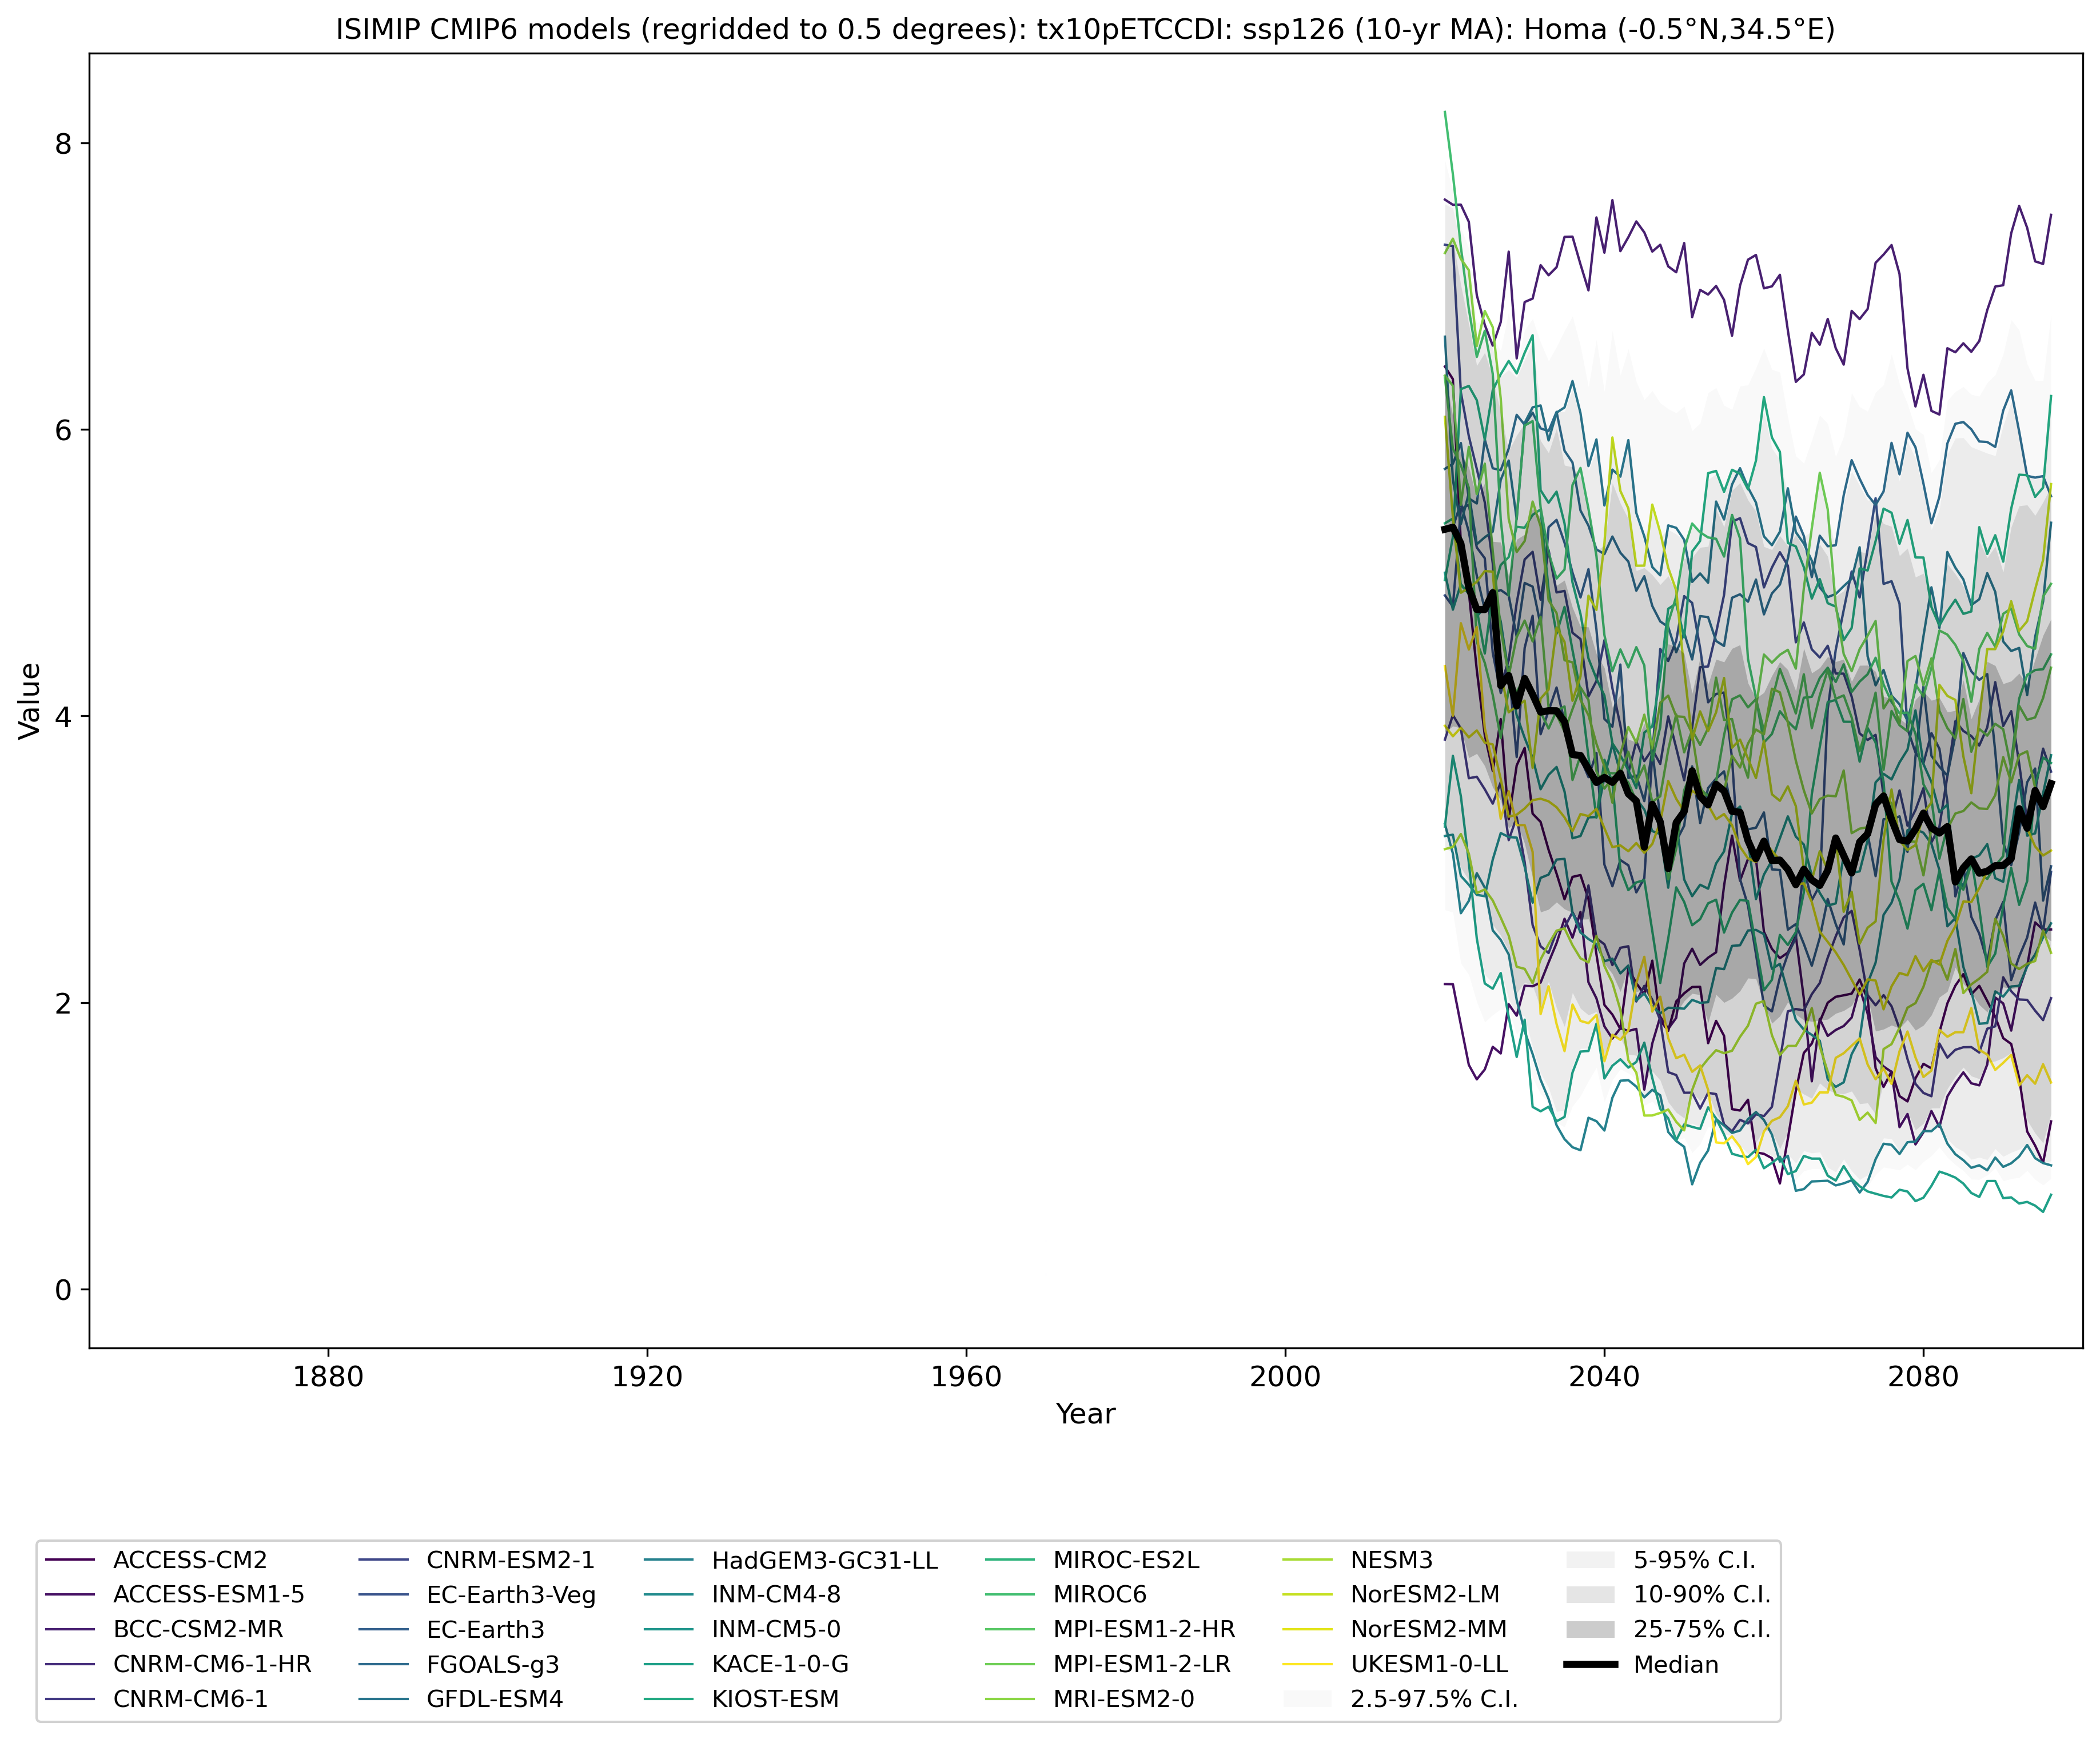 ISIMIP CMIP6 models (regridded to 0.5 degrees): tx10pETCCDI: ssp126 (10-yr MA): Homa (-0.5°N,34.5°E)
8
6
4
2
0
Value
1880 1920 1960 2000 2040 2080
Year
ACCESS-CM2
ACCESS-ESM1-5
BCC-CSM2-MR
CNRM-CM6-1-HR
CNRM-CM6-1
CNRM-ESM2-1
EC-Earth3-Veg
EC-Earth3
FGOALS-g3
GFDL-ESM4
HadGEM3-GC31-LL
INM-CM4-8
INM-CM5-0
KACE-1-0-G
KIOST-ESM
MIROC-ES2L
MIROC6
MPI-ESM1-2-HR
MPI-ESM1-2-LR
MRI-ESM2-0
NESM3
NorESM2-LM
NorESM2-MM
UKESM1-0-LL
2.5-97.5% C.I.
5-95% C.I.
10-90% C.I.
25-75% C.I.
Median